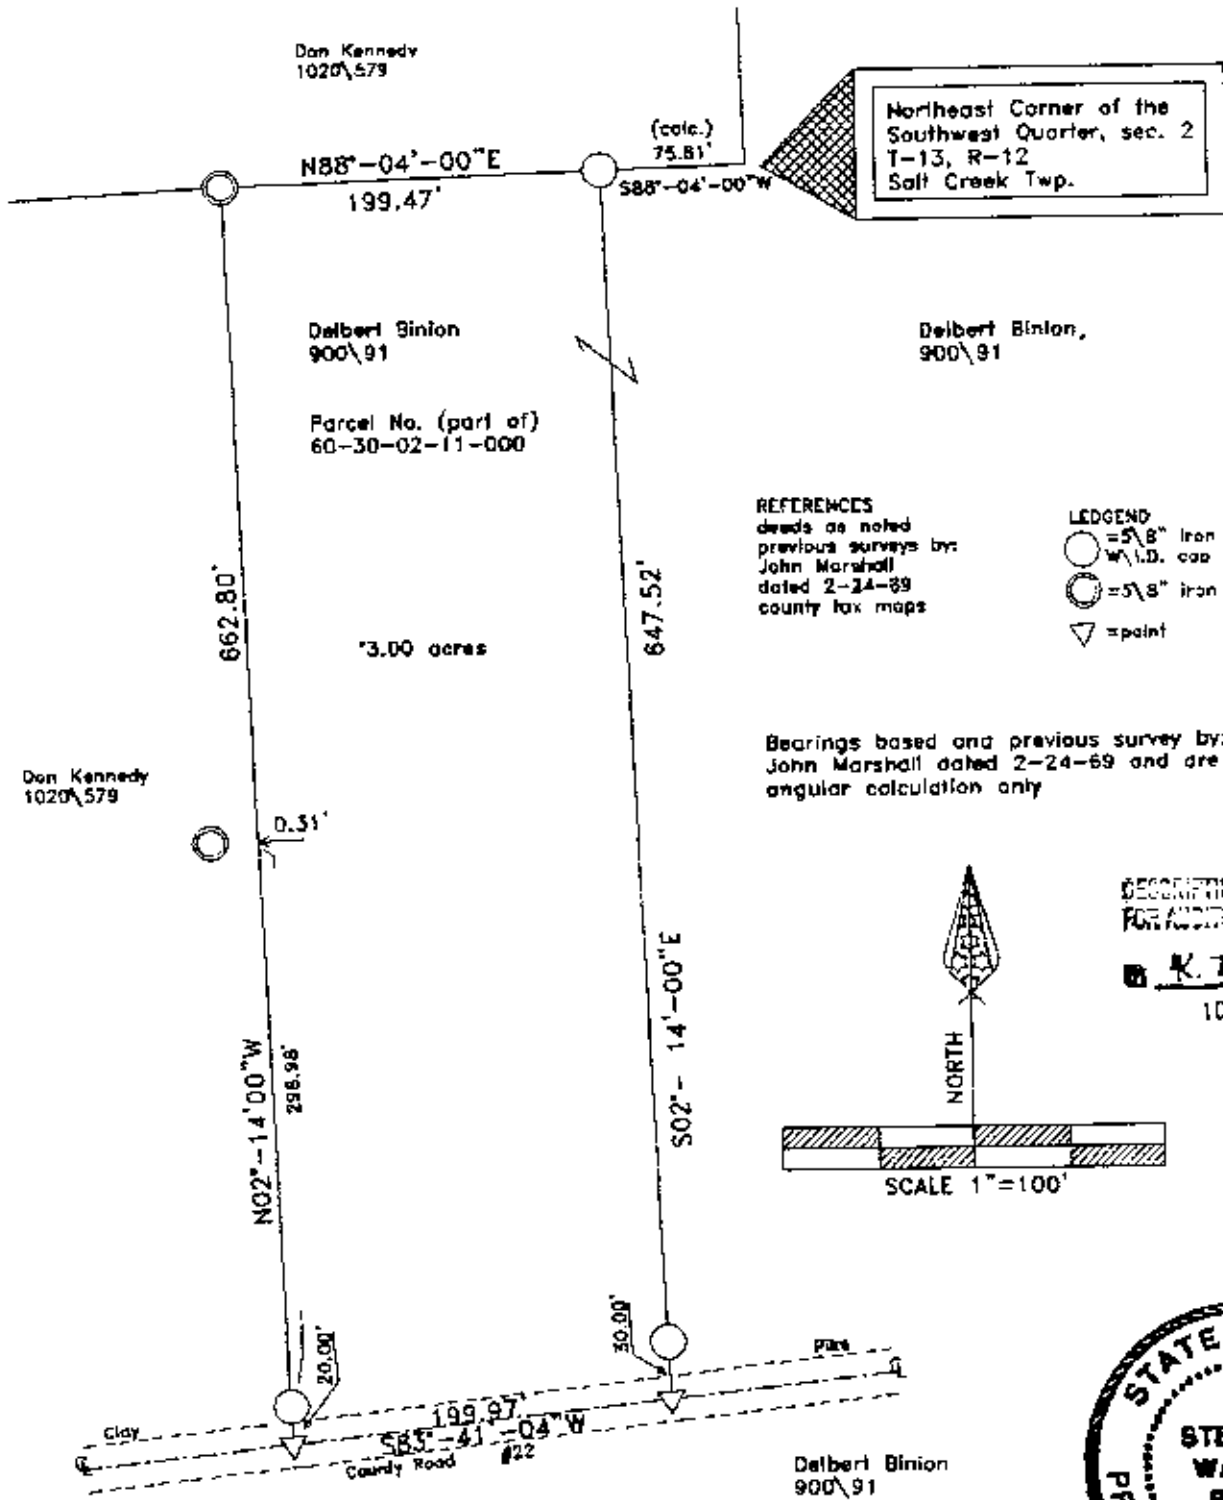 Don Kennedy
1020\579
(calc.)
75.81'
N88°-04'-00"E
199.47'
S88°-04'-00"W
Northeast Corner of the
Southwest Quarter, sec. 2
T-13, R-12
Salt Creek Twp.
Delbert Binion
900\91
Delbert Binion,
900\91
Parcel No. (part of)
60-30-02-11-000
REFERENCES
deeds as noted
previous surveys by:
John Marshall
dated 2-24-69
county tax maps
LEDGEND
=5\8" iron
W\I.D. cap
=5\8" iron
=point
662.80'
647.52'
*3.00 acres
Bearings based and previous survey by:
John Marshall dated 2-24-69 and are
angular calculation only
Don Kennedy
1020\579
0.31'
N02°-14'00"W
298.98'
S02°- 14'-00"E
NORTH
SCALE 1"=100'
K.
10
20.00'
30.00'
Clay
Pike
199.97'
S83°-41'-04"W
County Road #22
Delbert Binion
900\91
STATE